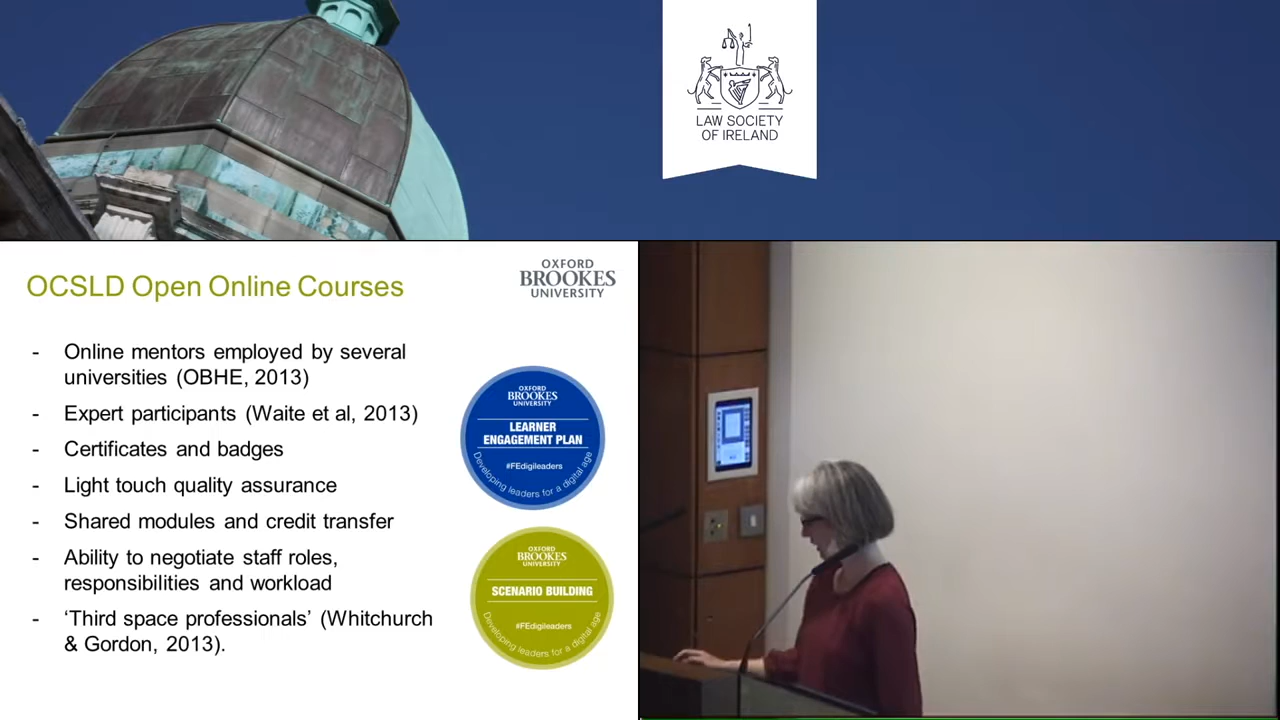 LAW SOCIETY
OF IRELAND
OCSLD Open Online Courses
OXFORD
BROOKES
UNIVERSITY
- Online mentors employed by several
universities (OBHE, 2013)
- Expert participants (Waite et al, 2013)
- Certificates and badges
- Light touch quality assurance
- Shared modules and credit transfer
- Ability to negotiate staff roles,
responsibilities and workload
- ‘Third space professionals’ (Whitchurch
& Gordon, 2013).
OXFORD
BROOKES
UNIVERSITY
LEARNER
ENGAGEMENT PLAN
#FEdigileaders
Developing leaders for a digital age
OXFORD
BROOKES
UNIVERSITY
SCENARIO BUILDING
#FEdigileaders
Developing leaders for a digital age